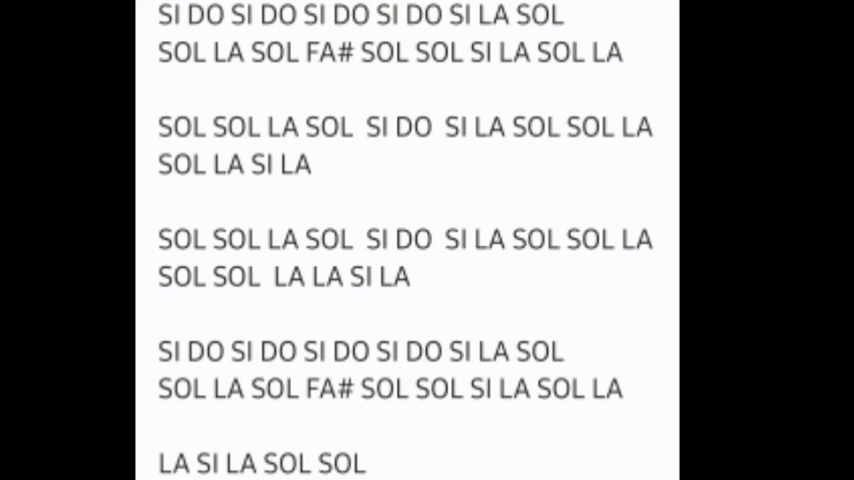 SI DO SI DO SI DO SI DO SI LA SOL
SOL LA SOL FA# SOL SOL SI LA SOL LA
SOL SOL LA SOL SI DO SI LA SOL SOL LA
SOL LA SI LA
SOL SOL LA SOL SI DO SI LA SOL SOL LA
SOL SOL LA LA SI LA
SI DO SI DO SI DO SI DO SI LA SOL
SOL LA SOL FA# SOL SOL SI LA SOL LA
LA SI LA SOL SOL